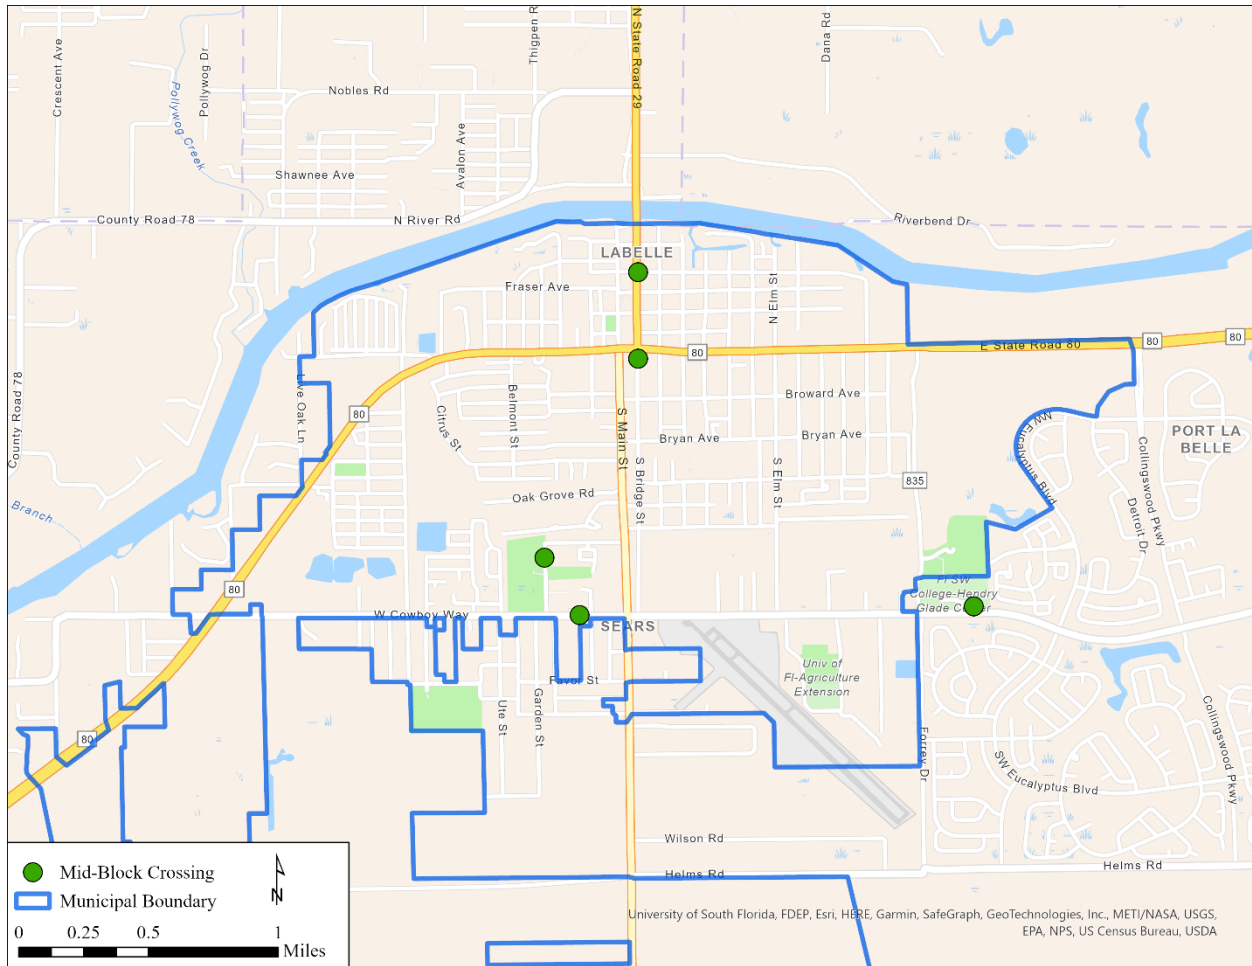 Crescent Ave
Pollywog Dr
Pollywog Creek
Thigpen R
N State Road 29
Dana Rd
Nobles Rd
Avalon Ave
Shawnee Ave
County Road 78
N River Rd
Riverbend Dr
LABELLE
Fraser Ave
N Elm St
80
E State Road 80
80
80
County Road 78
Live Oak Ln
80
Citrus St
Belmont St
S Main St
Broward Ave
Bryan Ave
Bryan Ave
NW Eucalyptus Blvd
Collingswood Pkwy
PORT LA
BELLE
S Bridge St
S Elm St
835
Detroit Dr
Oak Grove Rd
Branch
80
W Cowboy Way
SEARS
Fl SW
College-Hendry
Glade Center
Univ of
Fl-Agriculture
Extension
Favor St
Ute St
Garden St
80
Forrey Dr
SW Eucalyptus Blvd
Collingswood Pkwy
Wilson Rd
Helms Rd
Helms Rd
Mid-Block Crossing
N
Municipal Boundary
0 0.25 0.5 1
Miles
University of South Florida, FDEP, Esri, HERE, Garmin, SafeGraph, GeoTechnologies, Inc., METI/NASA, USGS,
EPA, NPS, US Census Bureau, USDA